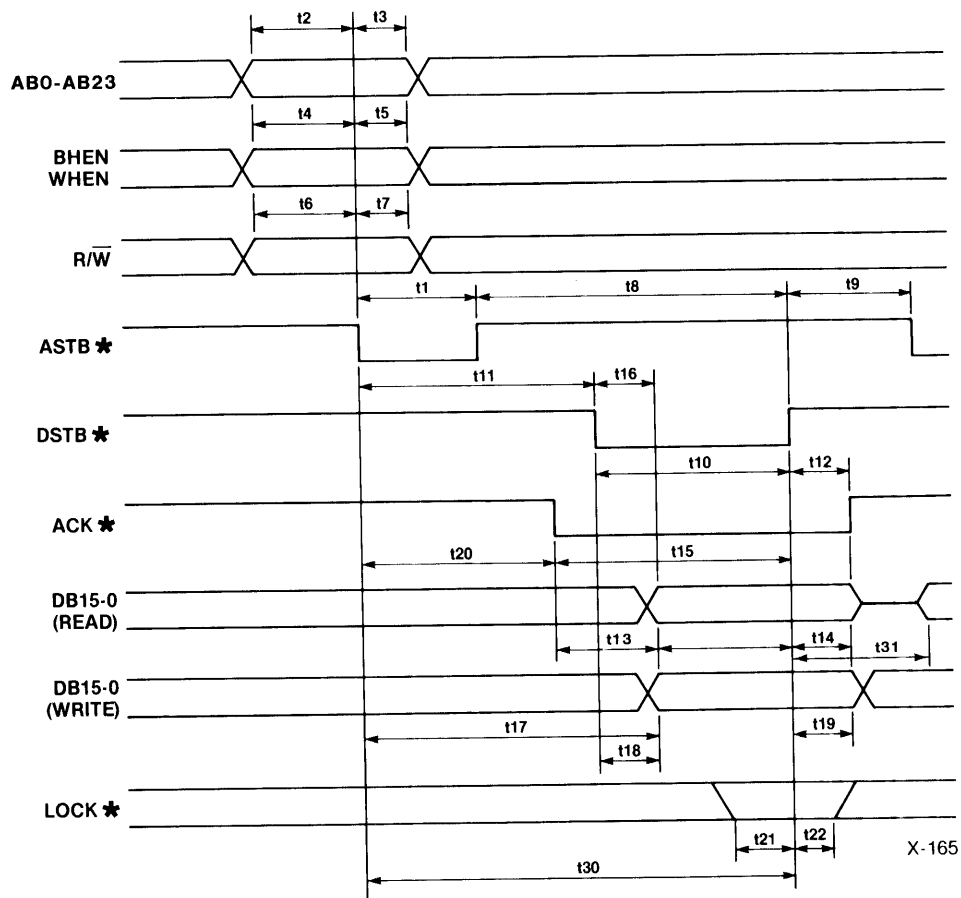 t2 t3
AB0-AB23
t4 t5
BHEN
WHEN
t6 t7
R/W̅
t1 t8 t9
ASTB *
t11 t16
DSTB *
t10 t12
ACK *
t20 t15
DB15-0
(READ)
t13 t14 t31
DB15-0
(WRITE)
t17 t19
t18
LOCK *
t21 t22
X-165
t30